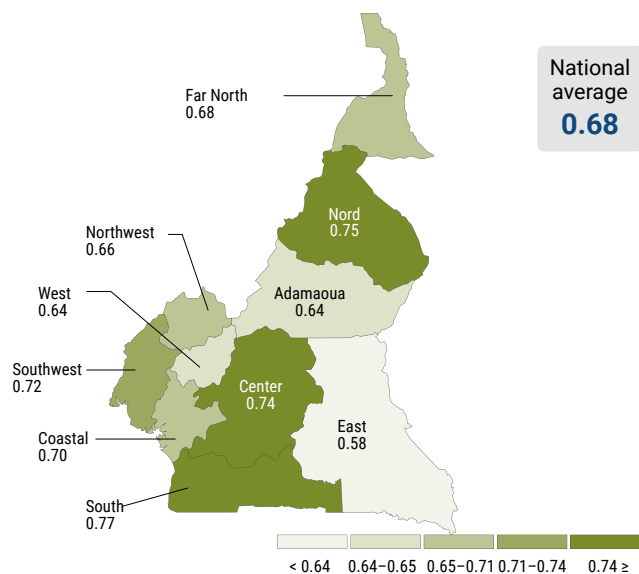 National
average
0.68
Far North
0.68
Nord
0.75
Northwest
0.66
West
0.64
Adamaoua
0.64
Southwest
0.72
Center
0.74
East
0.58
Coastal
0.70
South
0.77
< 0.64
0.64–0.65
0.65–0.71
0.71–0.74
0.74 ≥